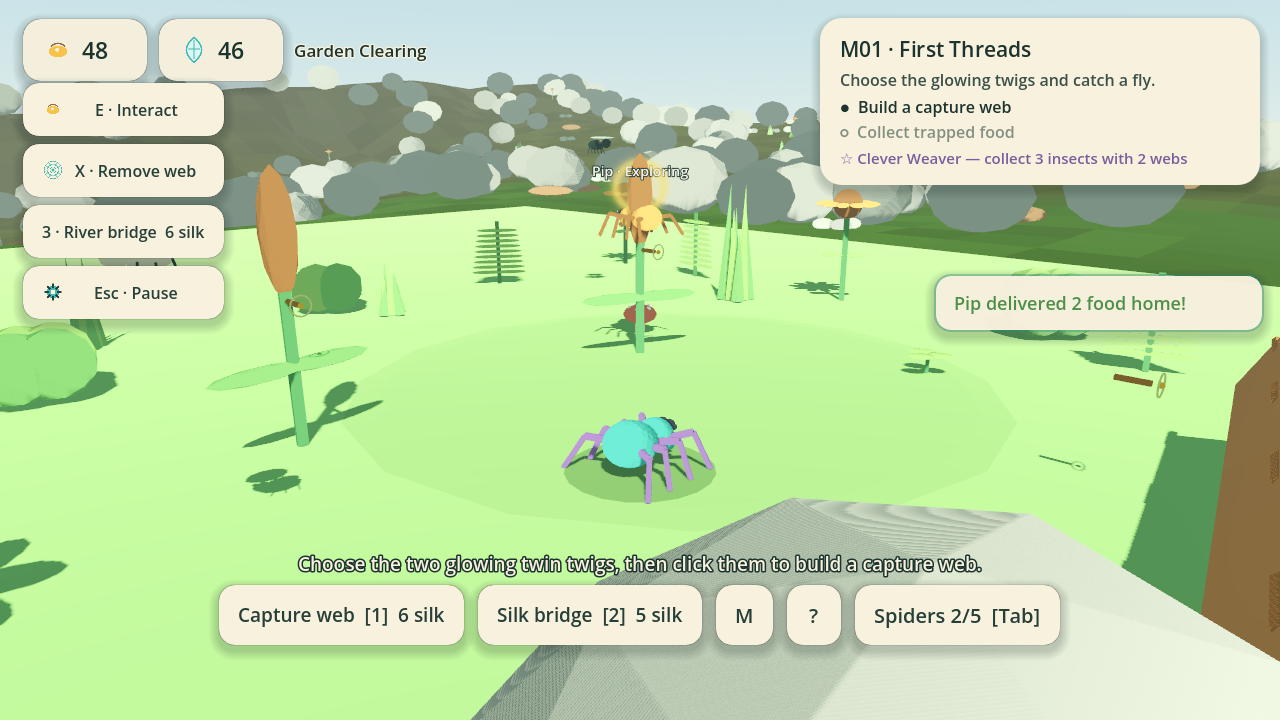 48
46
Garden Clearing
E · Interact
X · Remove web
3 · River bridge 6 silk
Esc · Pause
M01 · First Threads
Choose the glowing twigs and catch a fly.
Build a capture web
Collect trapped food
☆ Clever Weaver — collect 3 insects with 2 webs
Pip · Exploring
Pip delivered 2 food home!
Choose the two glowing twin twigs, then click them to build a capture web.
Capture web [1] 6 silk
Silk bridge [2] 5 silk
M
?
Spiders 2/5 [Tab]